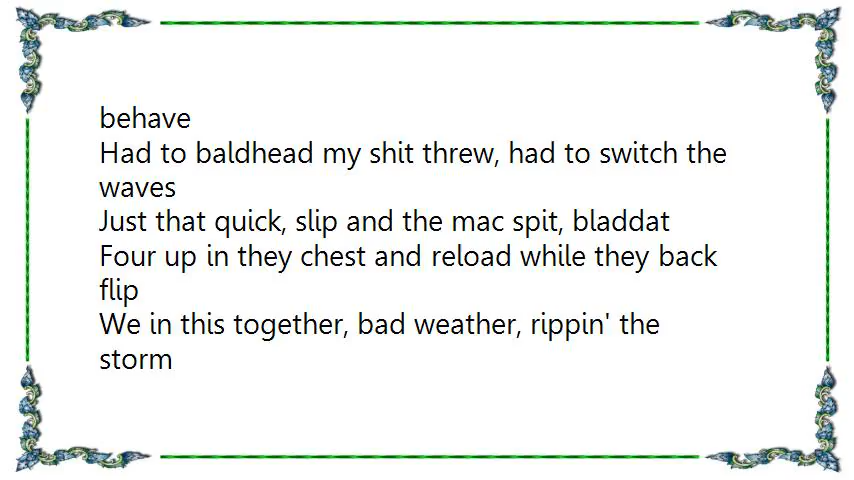 behave
Had to baldhead my shit threw, had to switch the
waves
Just that quick, slip and the mac spit, bladdat
Four up in they chest and reload while they back
flip
We in this together, bad weather, rippin' the
storm